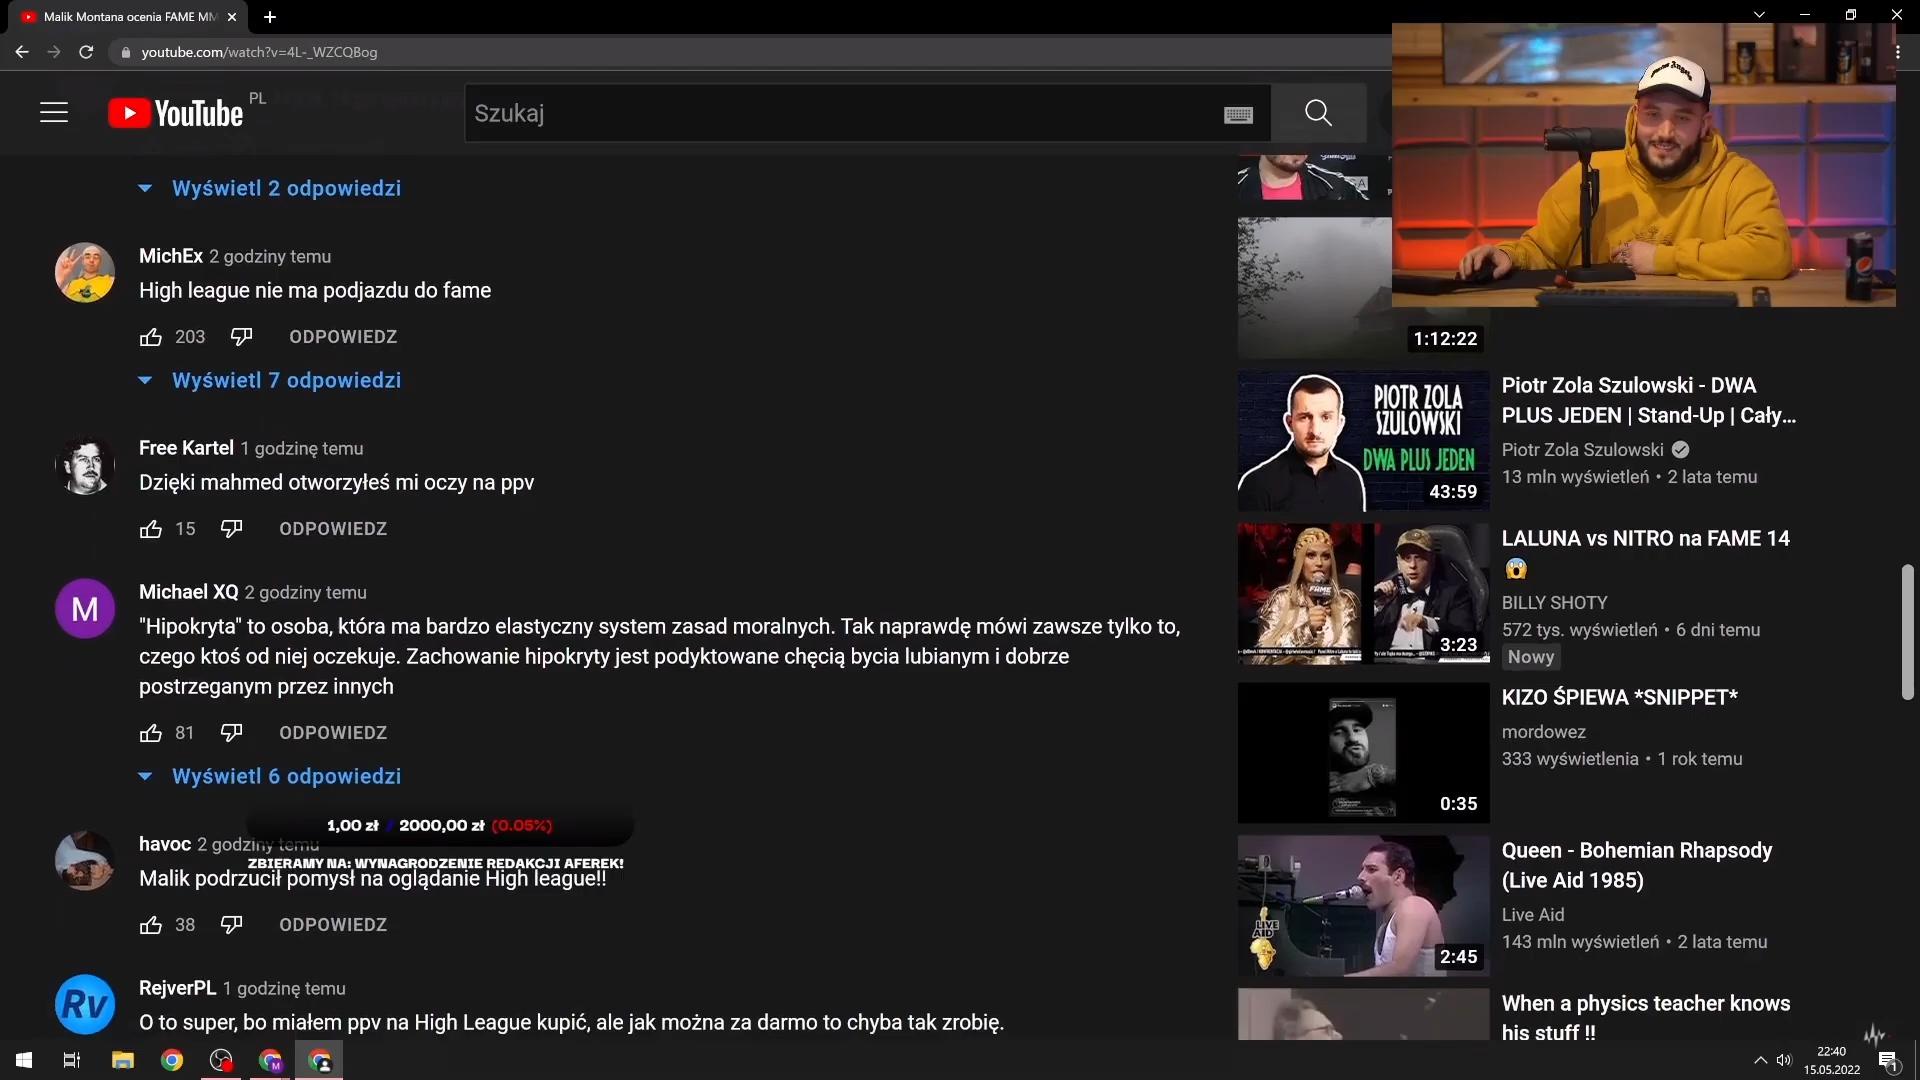 Malik Montana ocenia FAME MM
youtube.com/watch?v=4L-_WZCQBog
YouTube PL
Szukaj
Wyświetl 2 odpowiedzi
MichEx 2 godziny temu
High league nie ma podjazdu do fame
203 ODPOWIEDZ
Wyświetl 7 odpowiedzi
Free Kartel 1 godzinę temu
Dzięki mahmed otworzyłeś mi oczy na ppv
15 ODPOWIEDZ
M
Michael XQ 2 godziny temu
"Hipokryta" to osoba, która ma bardzo elastyczny system zasad moralnych. Tak naprawdę mówi zawsze tylko to,
czego ktoś od niej oczekuje. Zachowanie hipokryty jest podyktowane chęcią bycia lubianym i dobrze
postrzeganym przez innych
81 ODPOWIEDZ
Wyświetl 6 odpowiedzi
1,00 zł / 2000,00 zł (0.05%)
havoc 2 godziny temu
ZBIERAMY NA: WYNAGRODZENIE REDAKCJI AFEREK!
Malik podrzucił pomysł na oglądanie High league!!
38 ODPOWIEDZ
Rv
RejverPL 1 godzinę temu
O to super, bo miałem ppv na High League kupić, ale jak można za darmo to chyba tak zrobię.
1:12:22
PIOTR ZOLA
SZULOWSKI
DWA PLUS JEDEN
43:59
Piotr Zola Szulowski - DWA
PLUS JEDEN | Stand-Up | Cały...
Piotr Zola Szulowski
13 mln wyświetleń • 2 lata temu
FAME
3:23
LALUNA vs NITRO na FAME 14
😱
BILLY SHOTY
572 tys. wyświetleń • 6 dni temu
Nowy
0:35
KIZO ŚPIEWA *SNIPPET*
mordowez
333 wyświetlenia • 1 rok temu
LIVE
AID
2:45
Queen - Bohemian Rhapsody
(Live Aid 1985)
Live Aid
143 mln wyświetleń • 2 lata temu
When a physics teacher knows
his stuff !!
M
22:40
15.05.2022
1